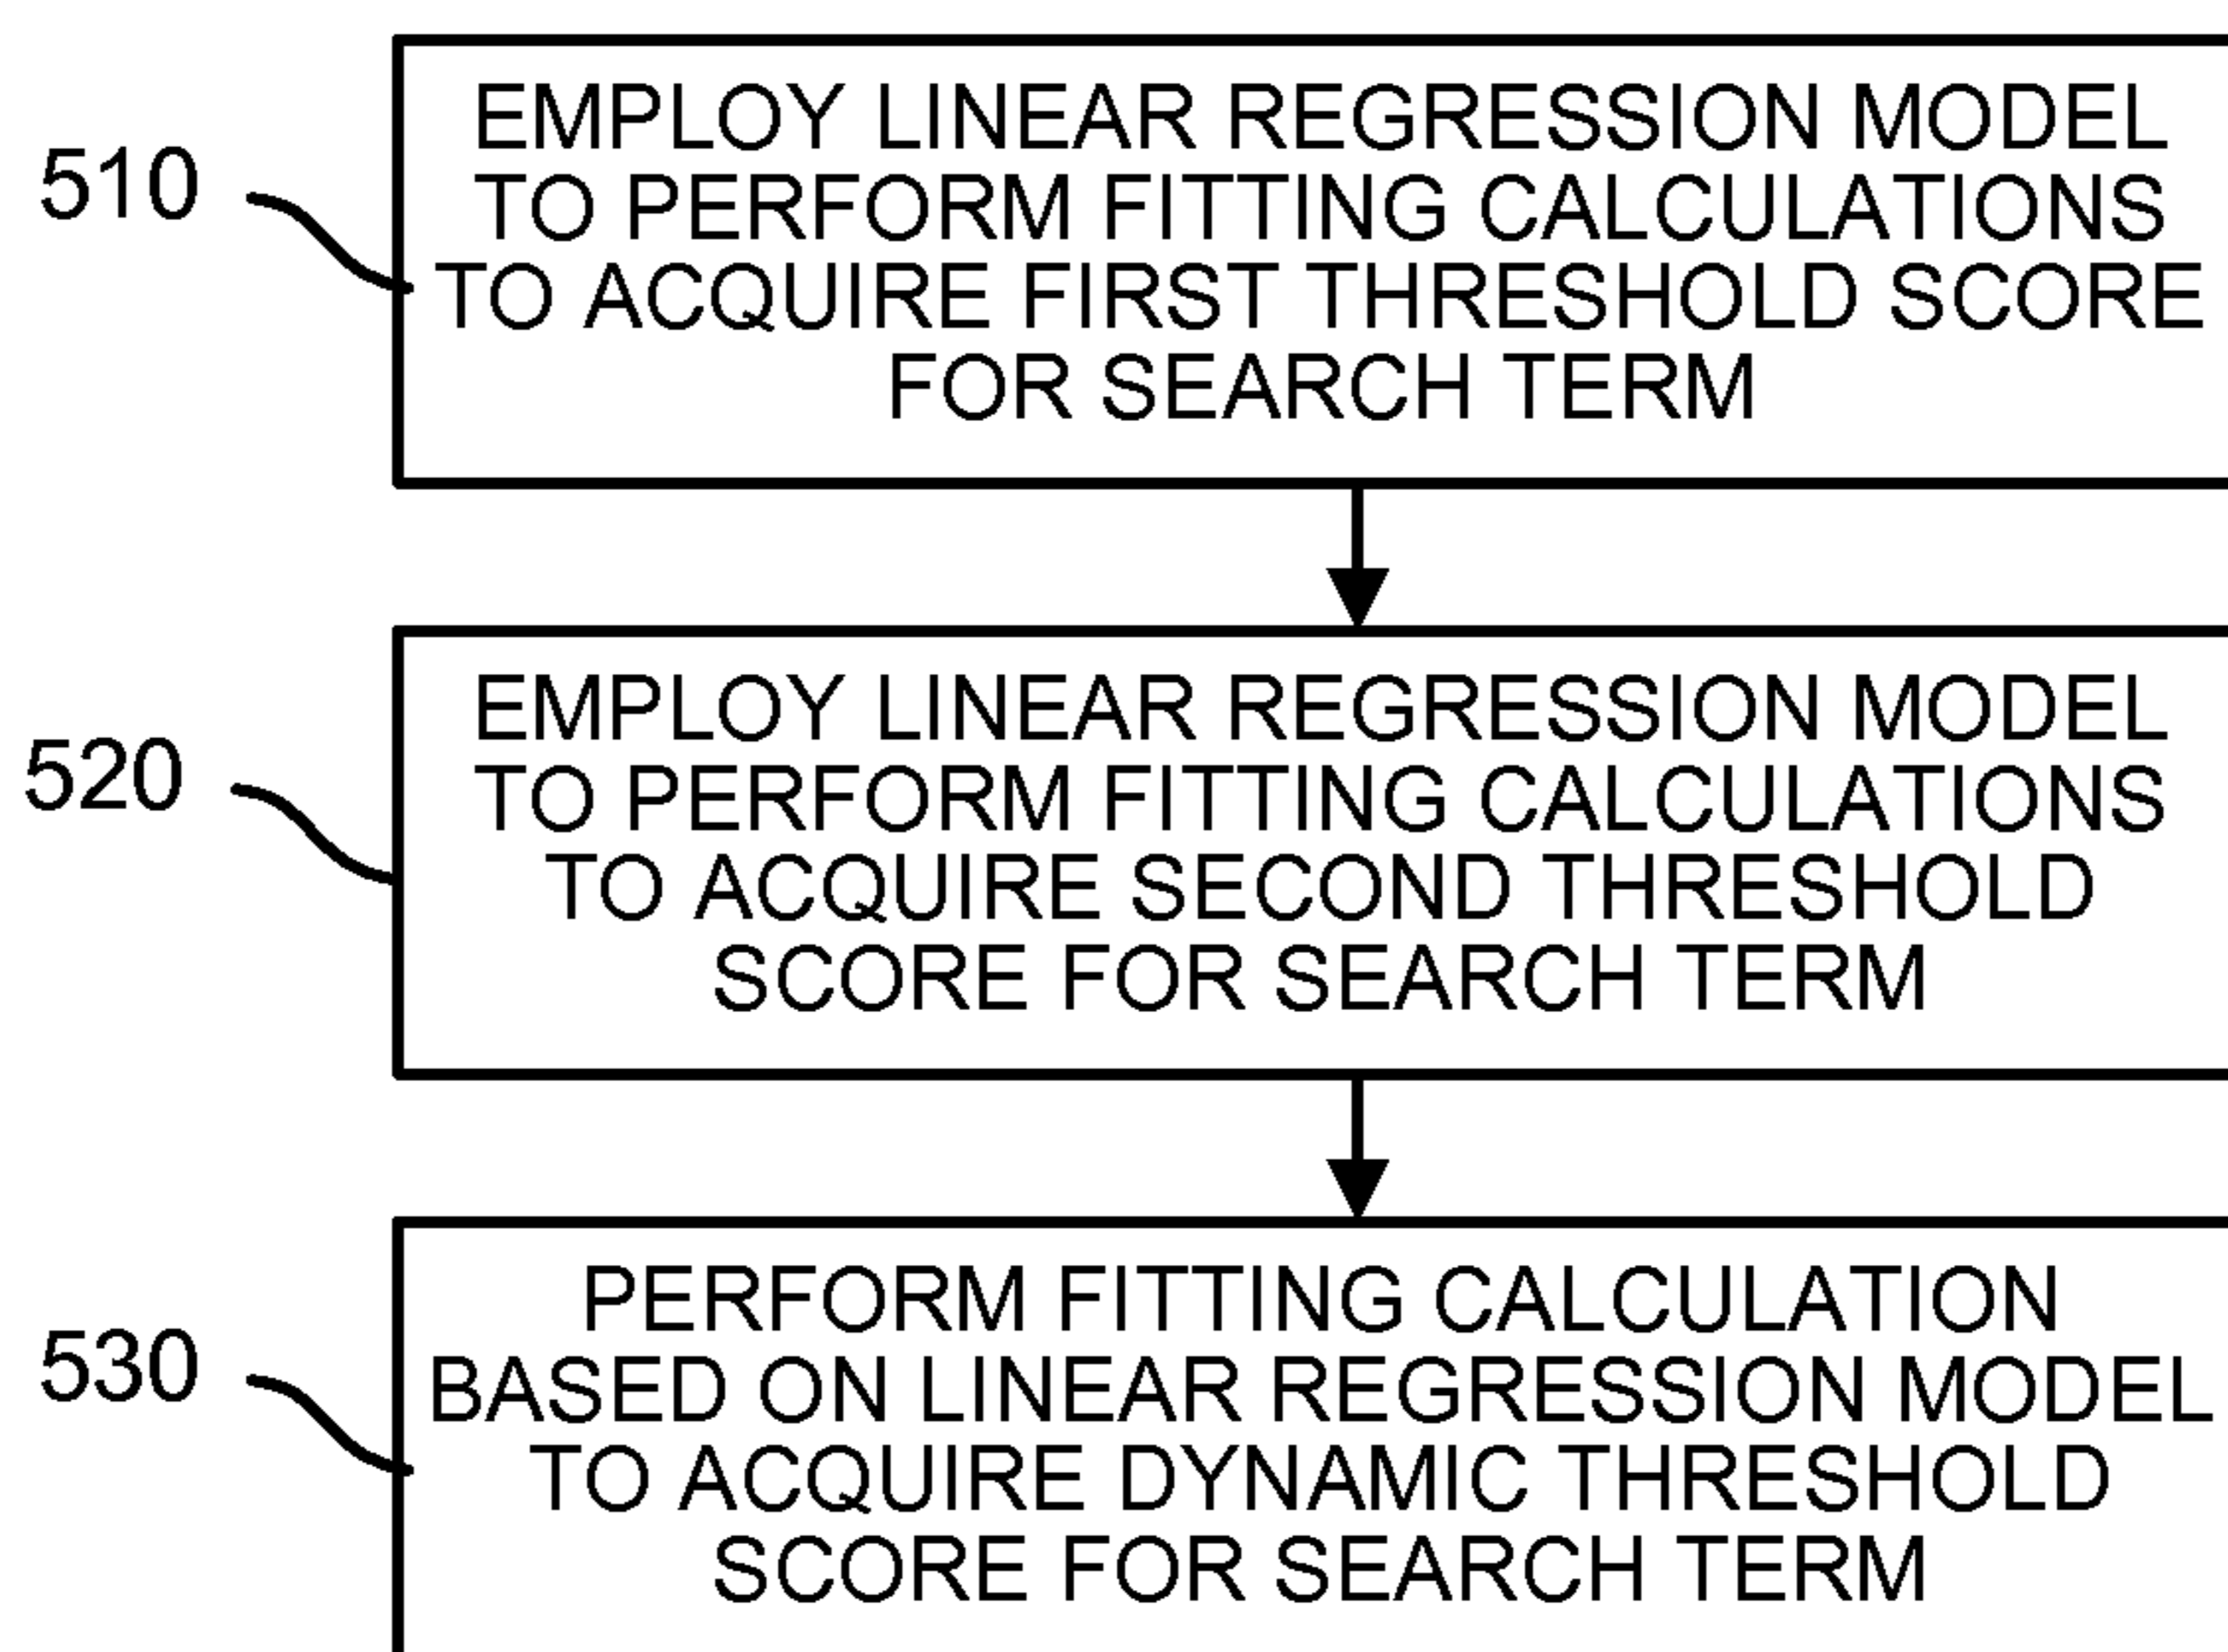 510
EMPLOY LINEAR REGRESSION MODEL
TO PERFORM FITTING CALCULATIONS
TO ACQUIRE FIRST THRESHOLD SCORE
FOR SEARCH TERM
520
EMPLOY LINEAR REGRESSION MODEL
TO PERFORM FITTING CALCULATIONS
TO ACQUIRE SECOND THRESHOLD
SCORE FOR SEARCH TERM
530
PERFORM FITTING CALCULATION
BASED ON LINEAR REGRESSION MODEL
TO ACQUIRE DYNAMIC THRESHOLD
SCORE FOR SEARCH TERM